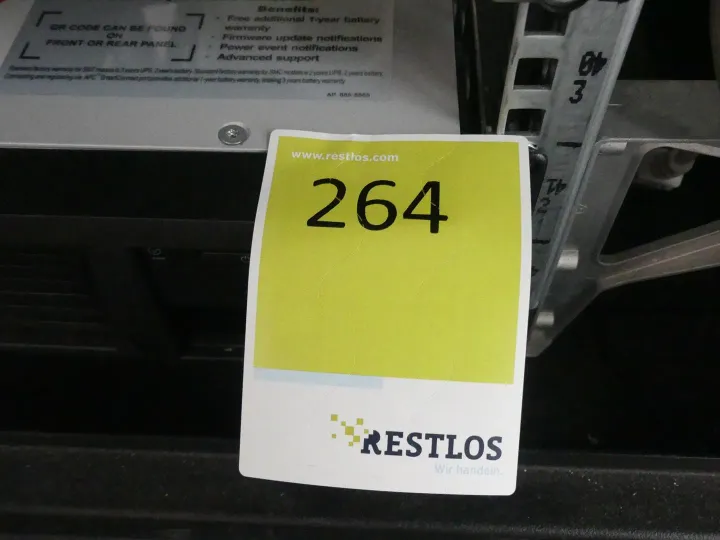 Benefits:
QR CODE CAN BE FOUND
ON
FRONT OR REAR PANEL
• Free additional 1-year battery
warranty
• Firmware update notifications
• Power event notifications
• Advanced support
www.restlos.com
264
RESTLOS
Wir handeln.
40
3
41